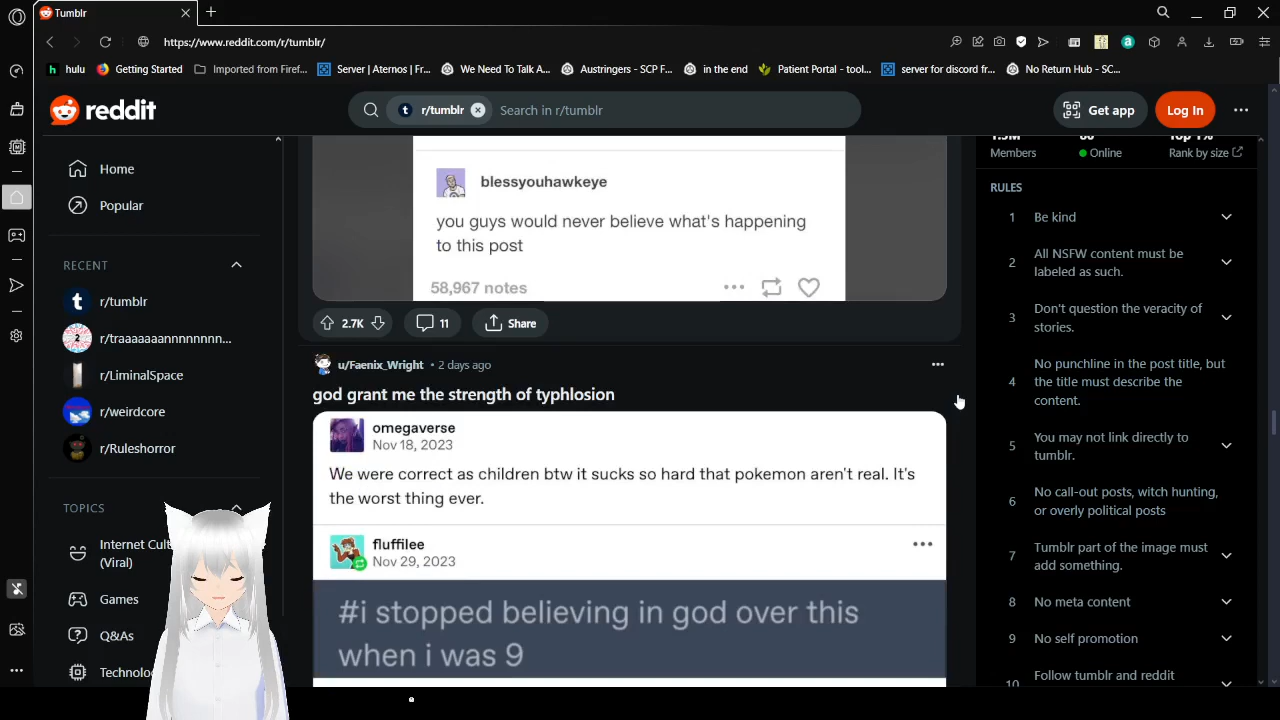 Tumblr
https://www.reddit.com/r/tumblr/
hulu
Getting Started
Imported from Firef...
Server | Aternos | Fr...
We Need To Talk A...
Austringers - SCP F...
in the end
Patient Portal - tool...
server for discord fr...
No Return Hub - SC...
reddit
r/tumblr
Search in r/tumblr
Get app
Log In
Home
Popular
RECENT
r/tumblr
r/traaaaaaannnnnnnn...
r/LiminalSpace
r/weirdcore
r/Ruleshorror
TOPICS
(Viral)
Games
Q&As
blessyouhawkeye
you guys would never believe what's happening
to this post
58,967 notes
2.7K
11
Share
u/Faenix_Wright • 2 days ago
god grant me the strength of typhlosion
omegaverse
Nov 18, 2023
We were correct as children btw it sucks so hard that pokemon aren't real. It's
the worst thing ever.
fluffilee
Nov 29, 2023
#i stopped believing in god over this
when i was 9
Members
Online
Rank by size
RULES
1 Be kind
2 All NSFW content must be
labeled as such.
3 Don't question the veracity of
stories.
4 No punchline in the post title, but
the title must describe the
content.
5 You may not link directly to
tumblr.
6 No call-out posts, witch hunting,
or overly political posts
7 Tumblr part of the image must
add something.
8 No meta content
9 No self promotion
10 Follow tumblr and reddit